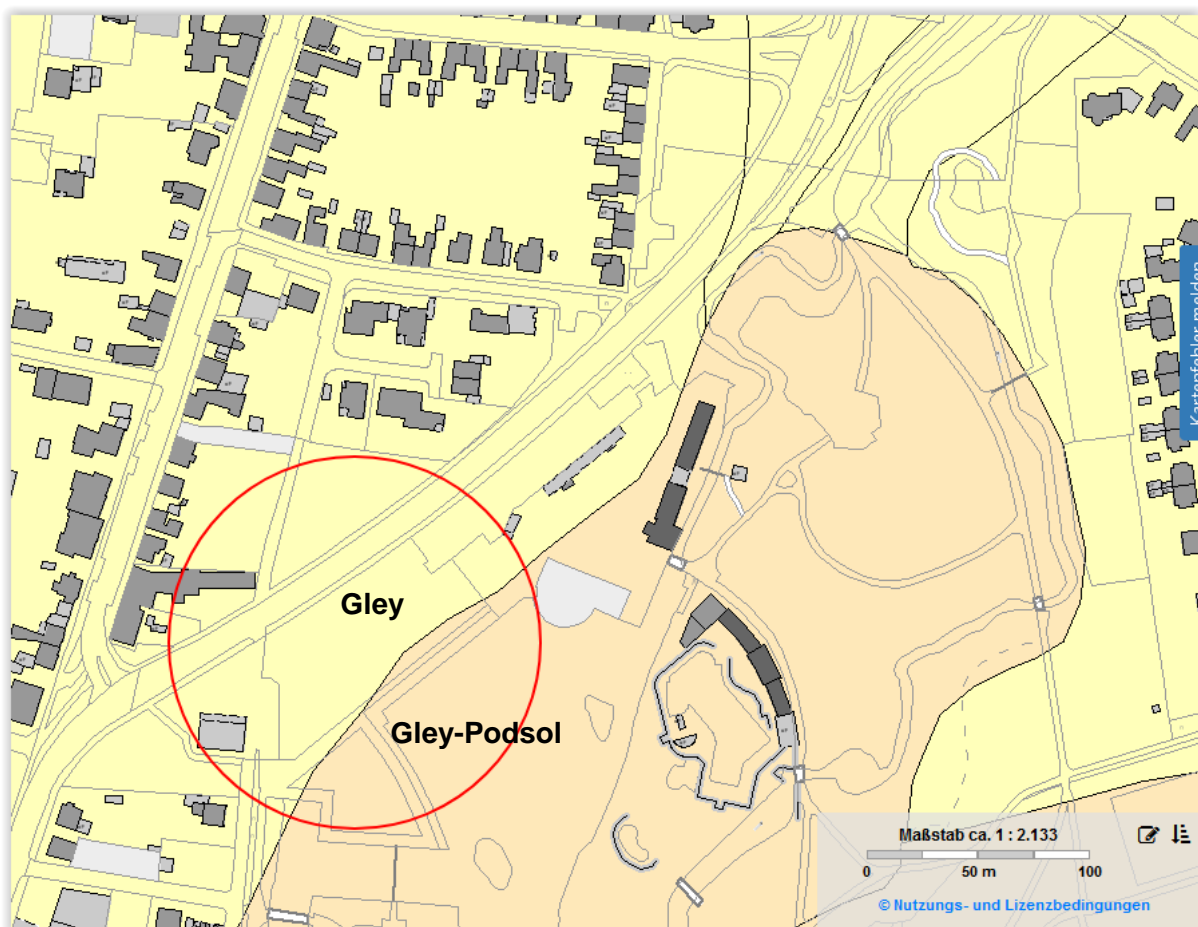 Kartenfehler melden
Gley
Gley-Podsol
Maßstab ca. 1 : 2.133
0 50 m 100
© Nutzungs- und Lizenzbedingungen